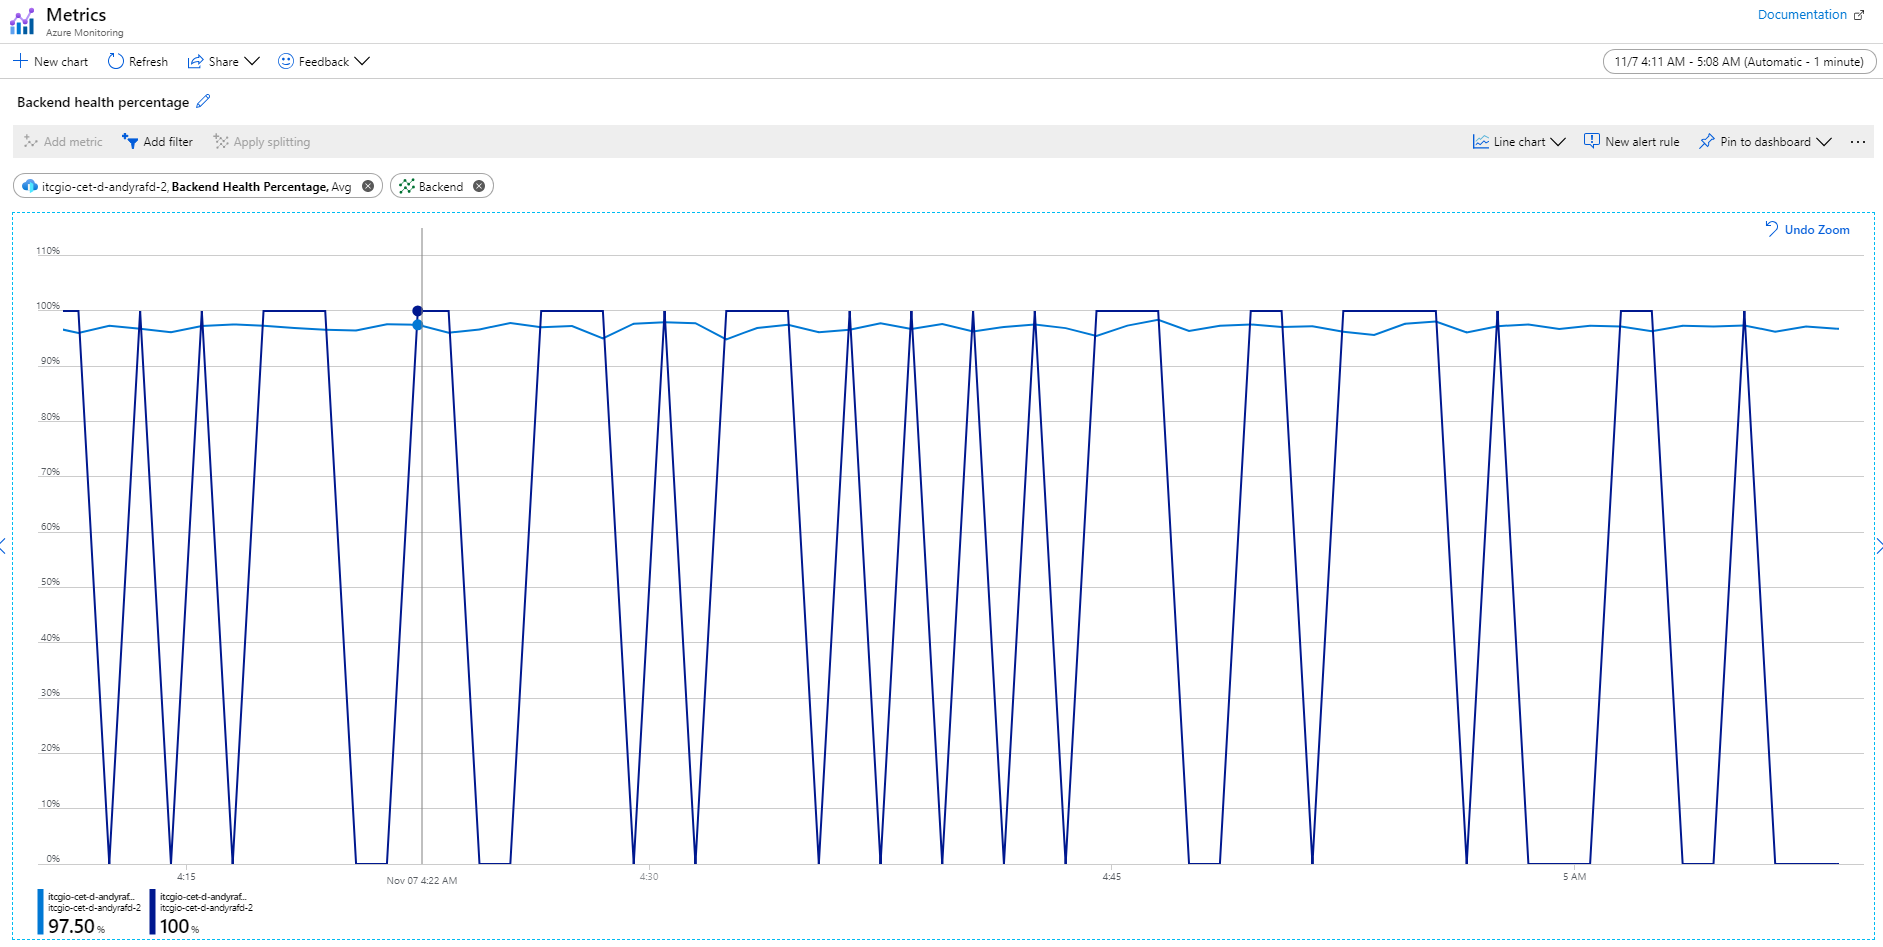 Metrics
Azure Monitoring
Documentation
New chart Refresh Share Feedback 11/7 4:11 AM - 5:08 AM (Automatic - 1 minute)
Backend health percentage
Add metric Add filter Apply splitting Line chart New alert rule Pin to dashboard ...
itcgio-cet-d-andyrafd-2, Backend Health Percentage, Avg Backend
Undo Zoom
110%
100%
90%
80%
70%
60%
50%
40%
30%
20%
10%
0%
4:15 Nov 07 4:22 AM 4:30 4:45 5 AM
itcgio-cet-d-andyraf... itcgio-cet-d-andyraf...
itcgio-cet-d-andyrafd-2 itcgio-cet-d-andyrafd-2
97.50 % 100 %